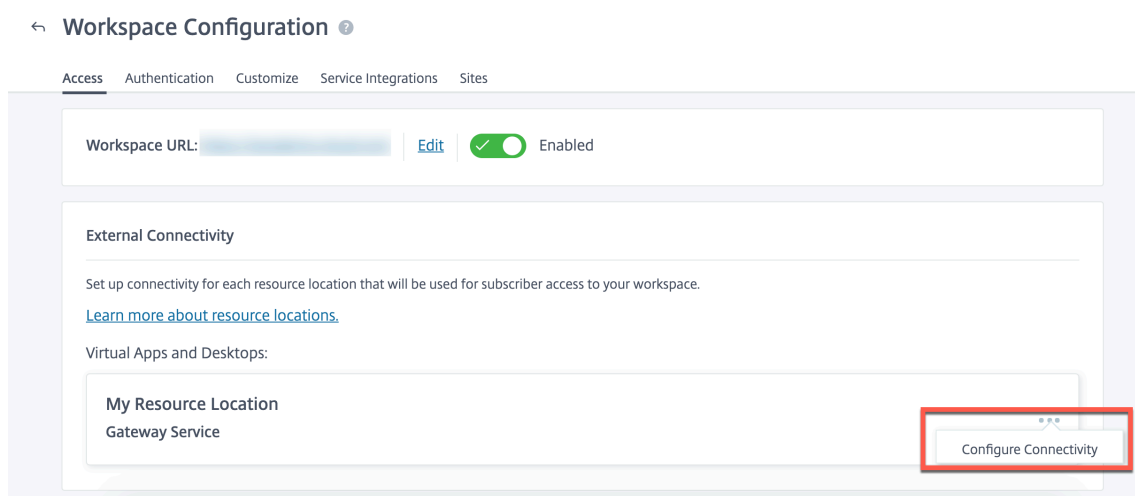 Workspace Configuration ?
Access Authentication Customize Service Integrations Sites
Workspace URL: Edit Enabled
External Connectivity
Set up connectivity for each resource location that will be used for subscriber access to your workspace.
Learn more about resource locations.
Virtual Apps and Desktops:
My Resource Location
Gateway Service
Configure Connectivity